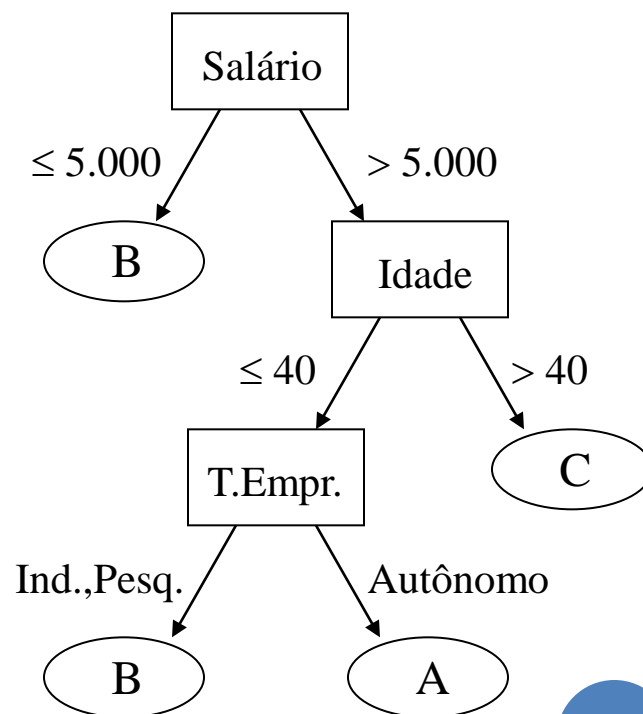 Salário
≤ 5.000 > 5.000
B
Idade
≤ 40 > 40
T.Empr. C
Ind.,Pesq. Autônomo
B A